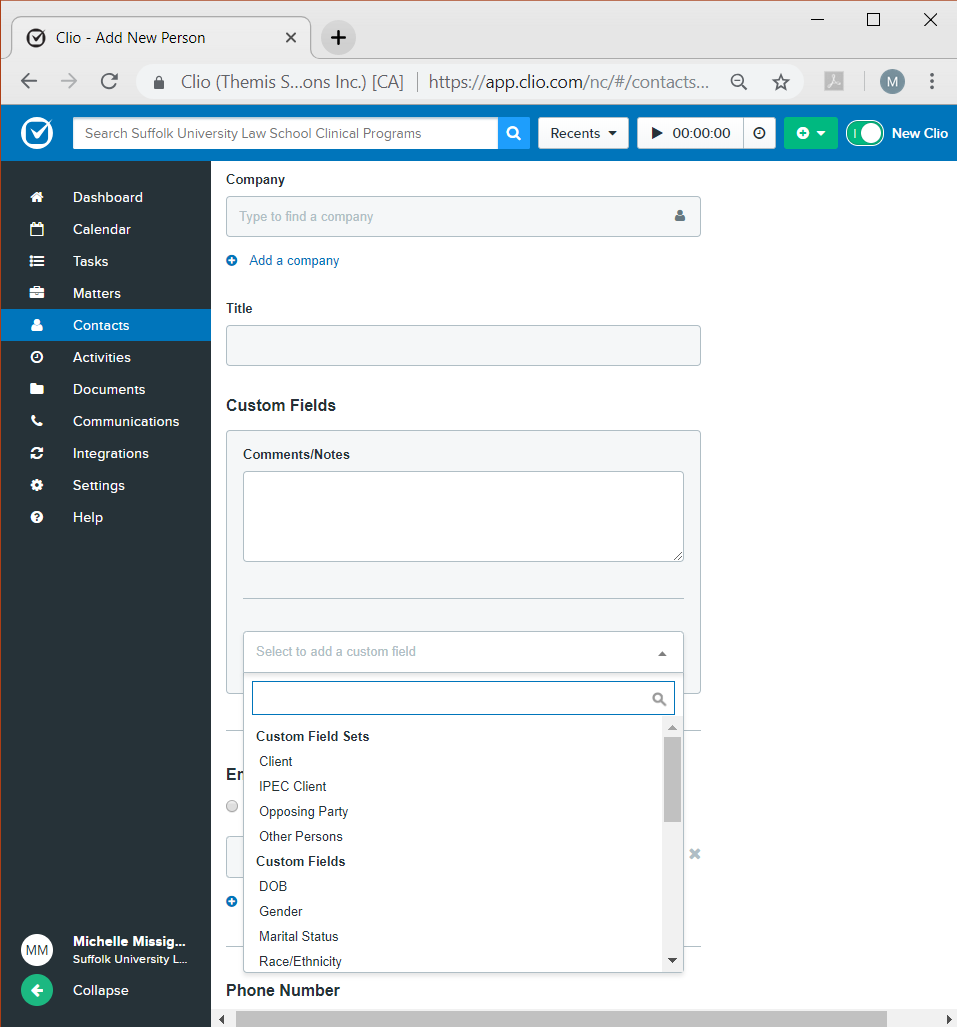 Clio - Add New Person
Clio (Themis S...ons Inc.) [CA] https://app.clio.com/nc/#/contacts... M
Search Suffolk University Law School Clinical Programs Recents 00:00:00 New Clio
Dashboard
Calendar
Tasks
Matters
Contacts
Activities
Documents
Communications
Integrations
Settings
Help
MM Michelle Missig...
Suffolk University L...
Collapse
Company
Type to find a company
Add a company
Title
Custom Fields
Comments/Notes
Select to add a custom field
Custom Field Sets
Client
IPEC Client
Opposing Party
Other Persons
Custom Fields
DOB
Gender
Marital Status
Race/Ethnicity
Phone Number